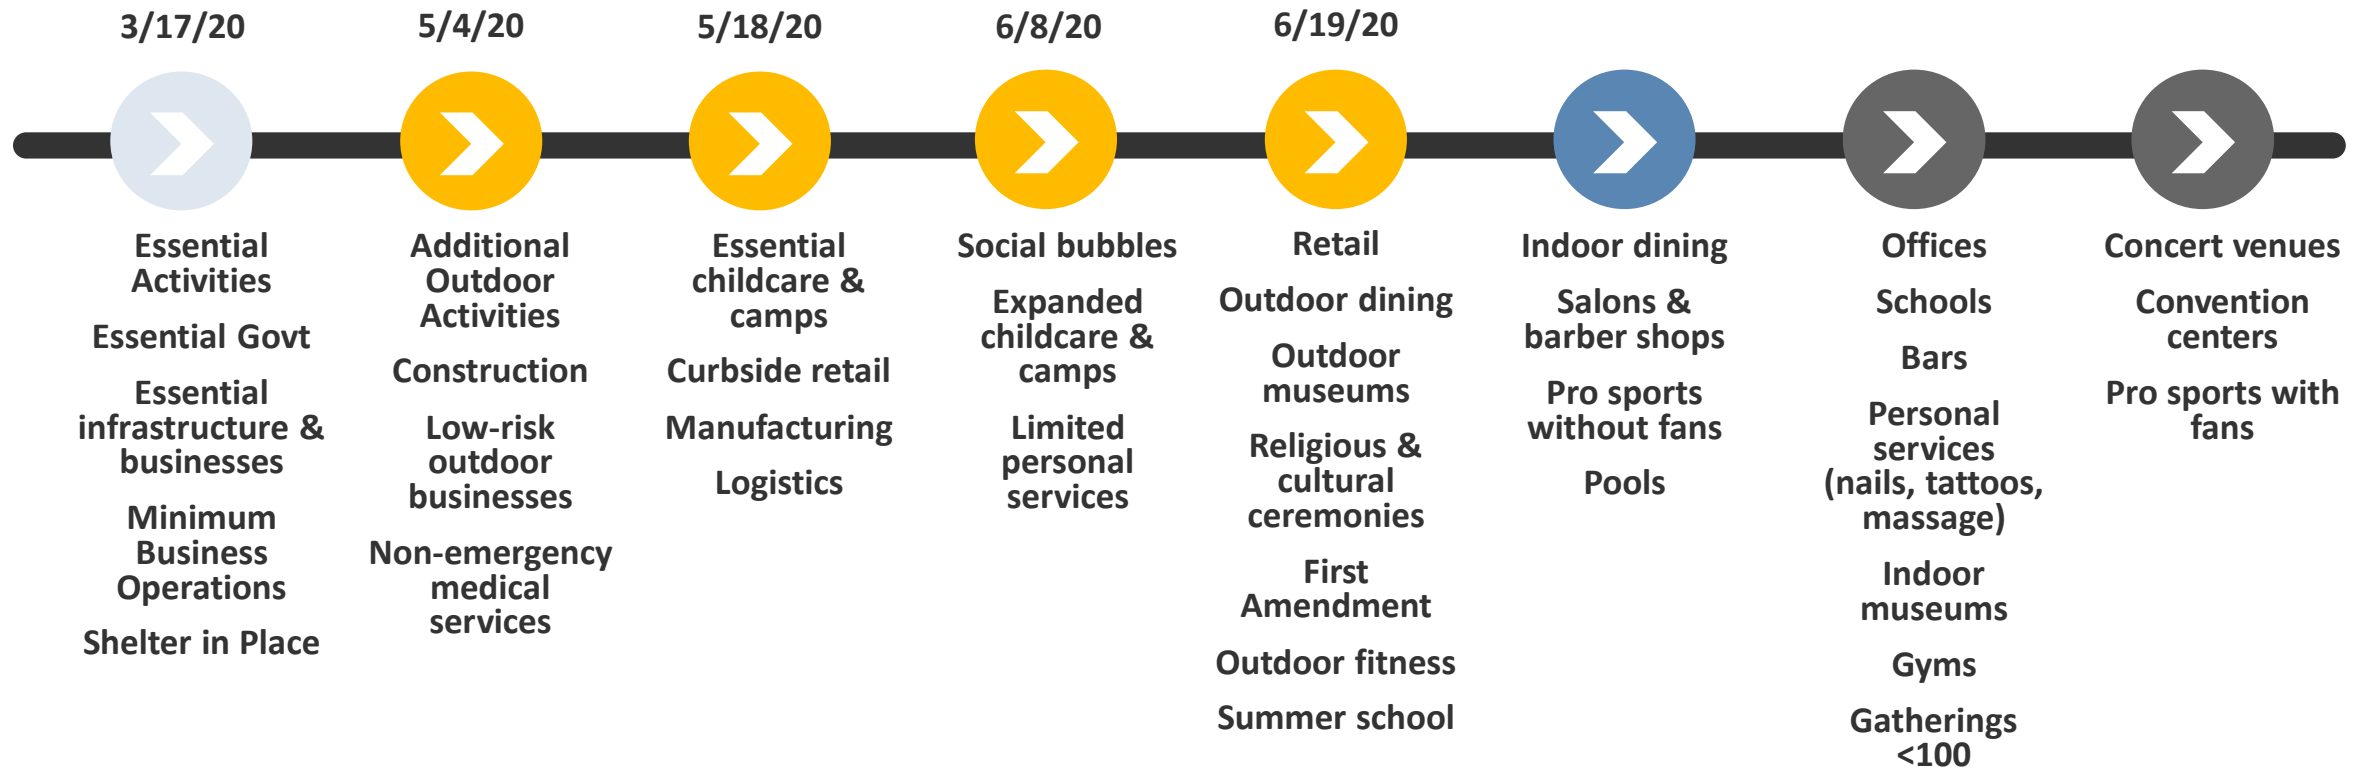 3/17/20
Essential
Activities
Essential Govt
Essential
infrastructure &
businesses
Minimum
Business
Operations
Shelter in Place
5/4/20
Additional
Outdoor
Activities
Construction
Low-risk
outdoor
businesses
Non-emergency
medical
services
5/18/20
Essential
childcare &
camps
Curbside retail
Manufacturing
Logistics
6/8/20
Social bubbles
Expanded
childcare &
camps
Limited
personal
services
6/19/20
Retail
Outdoor dining
Outdoor
museums
Religious &
cultural
ceremonies
First
Amendment
Outdoor fitness
Summer school
Indoor dining
Salons &
barber shops
Pro sports
without fans
Pools
Offices
Schools
Bars
Personal
services
(nails, tattoos,
massage)
Indoor
museums
Gyms
Gatherings
<100
Concert venues
Convention
centers
Pro sports with
fans